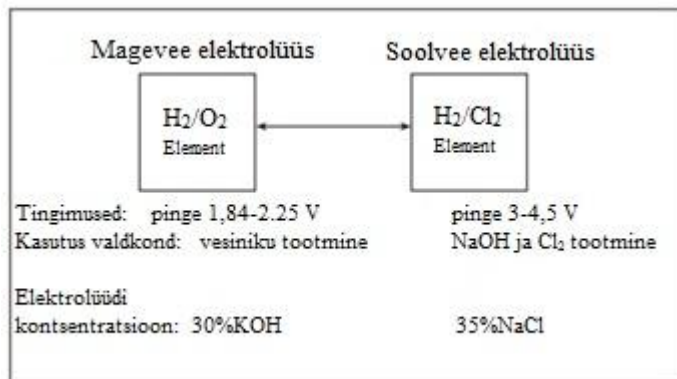 Magevee elektrolüüs Soolvee elektrolüüs
H2/O2 H2/Cl2
Element Element
Tingimused: pinge 1,84-2.25 V pinge 3-4,5 V
Kasutus valdkond: vesiniku tootmine NaOH ja Cl2 tootmine
Elektrolüüdi
kontsentratsioon: 30%KOH 35%NaCl